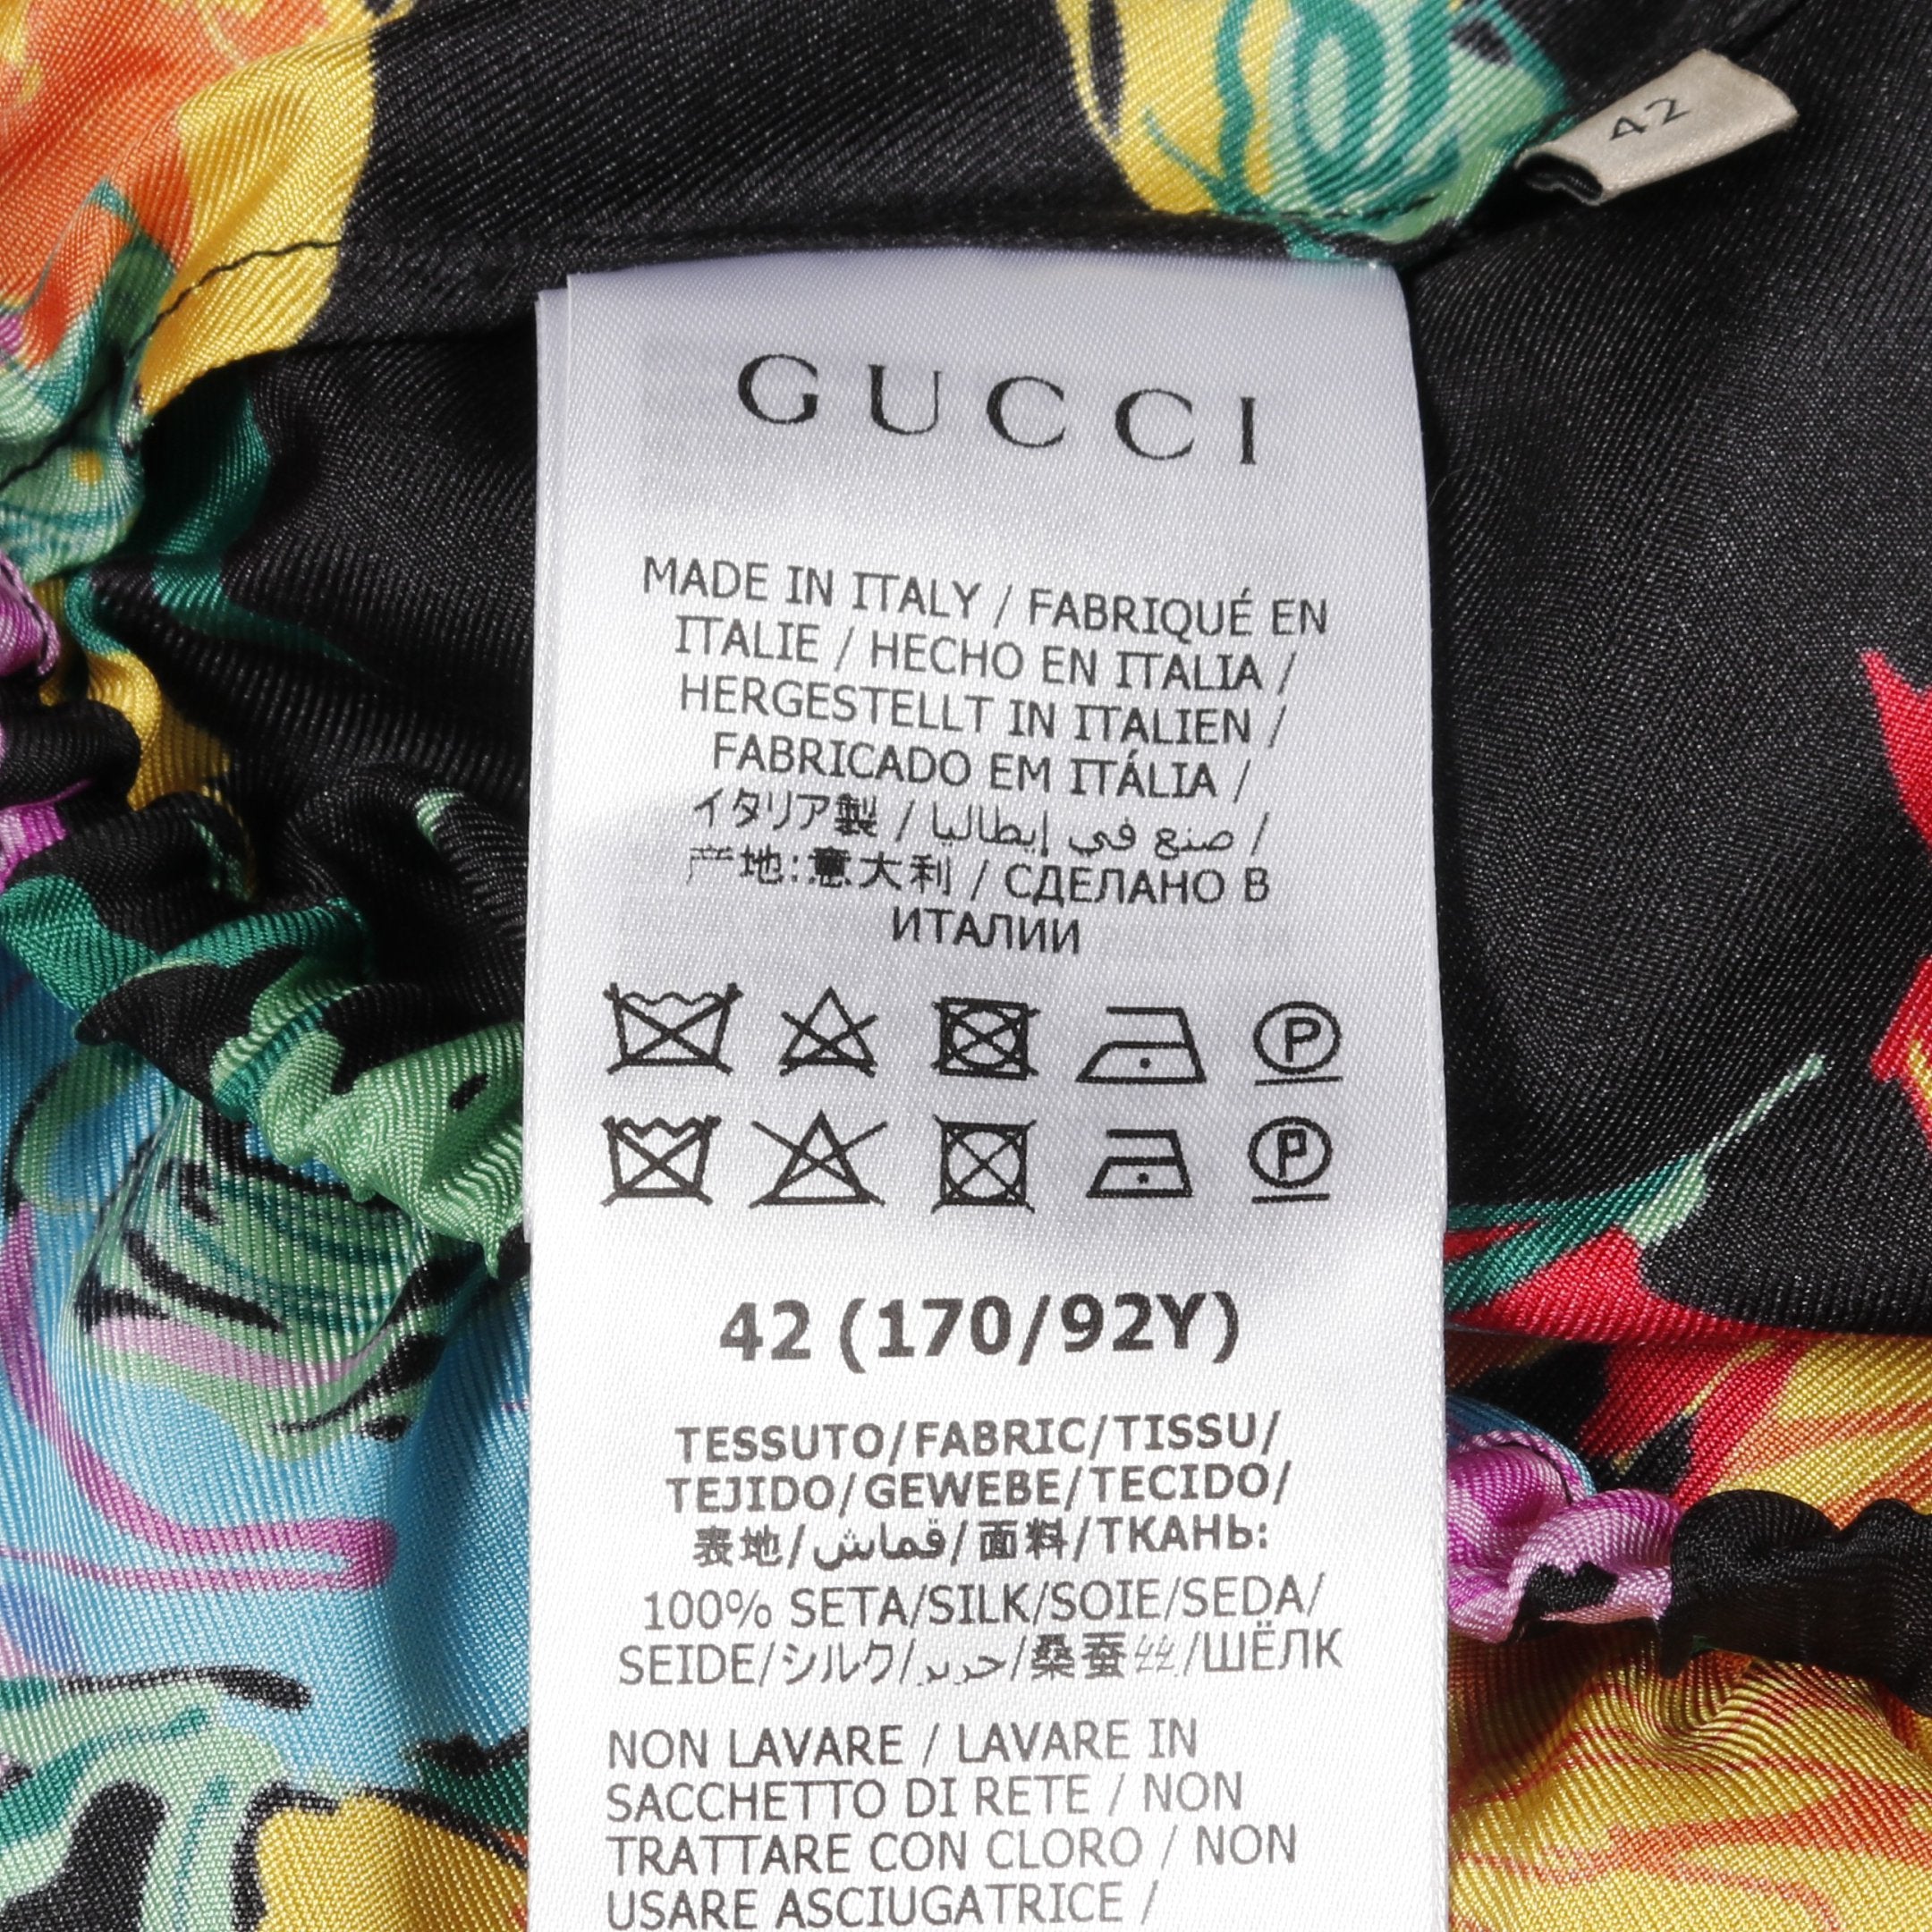 42
GUCCI
MADE IN ITALY / FABRIQUÉ EN
ITALIE / HECHO EN ITALIA /
HERGESTELLT IN ITALIEN /
FABRICADO EM ITÁLIA /
イタリア製 / صنع في إيطاليا /
产地:意大利 / СДЕЛАНО В
ИТАЛИИ
P
P
42 (170/92Y)
TESSUTO/FABRIC/TISSU/
TEJIDO/GEWEBE/TECIDO/
表地/قماش/面料/ТКАНЬ:
100% SETA/SILK/SOIE/SEDA/
SEIDE/シルク/حرير/桑蚕丝/ШЁЛК
NON LAVARE / LAVARE IN
SACCHETTO DI RETE / NON
TRATTARE CON CLORO / NON
USARE ASCIUGATRICE /